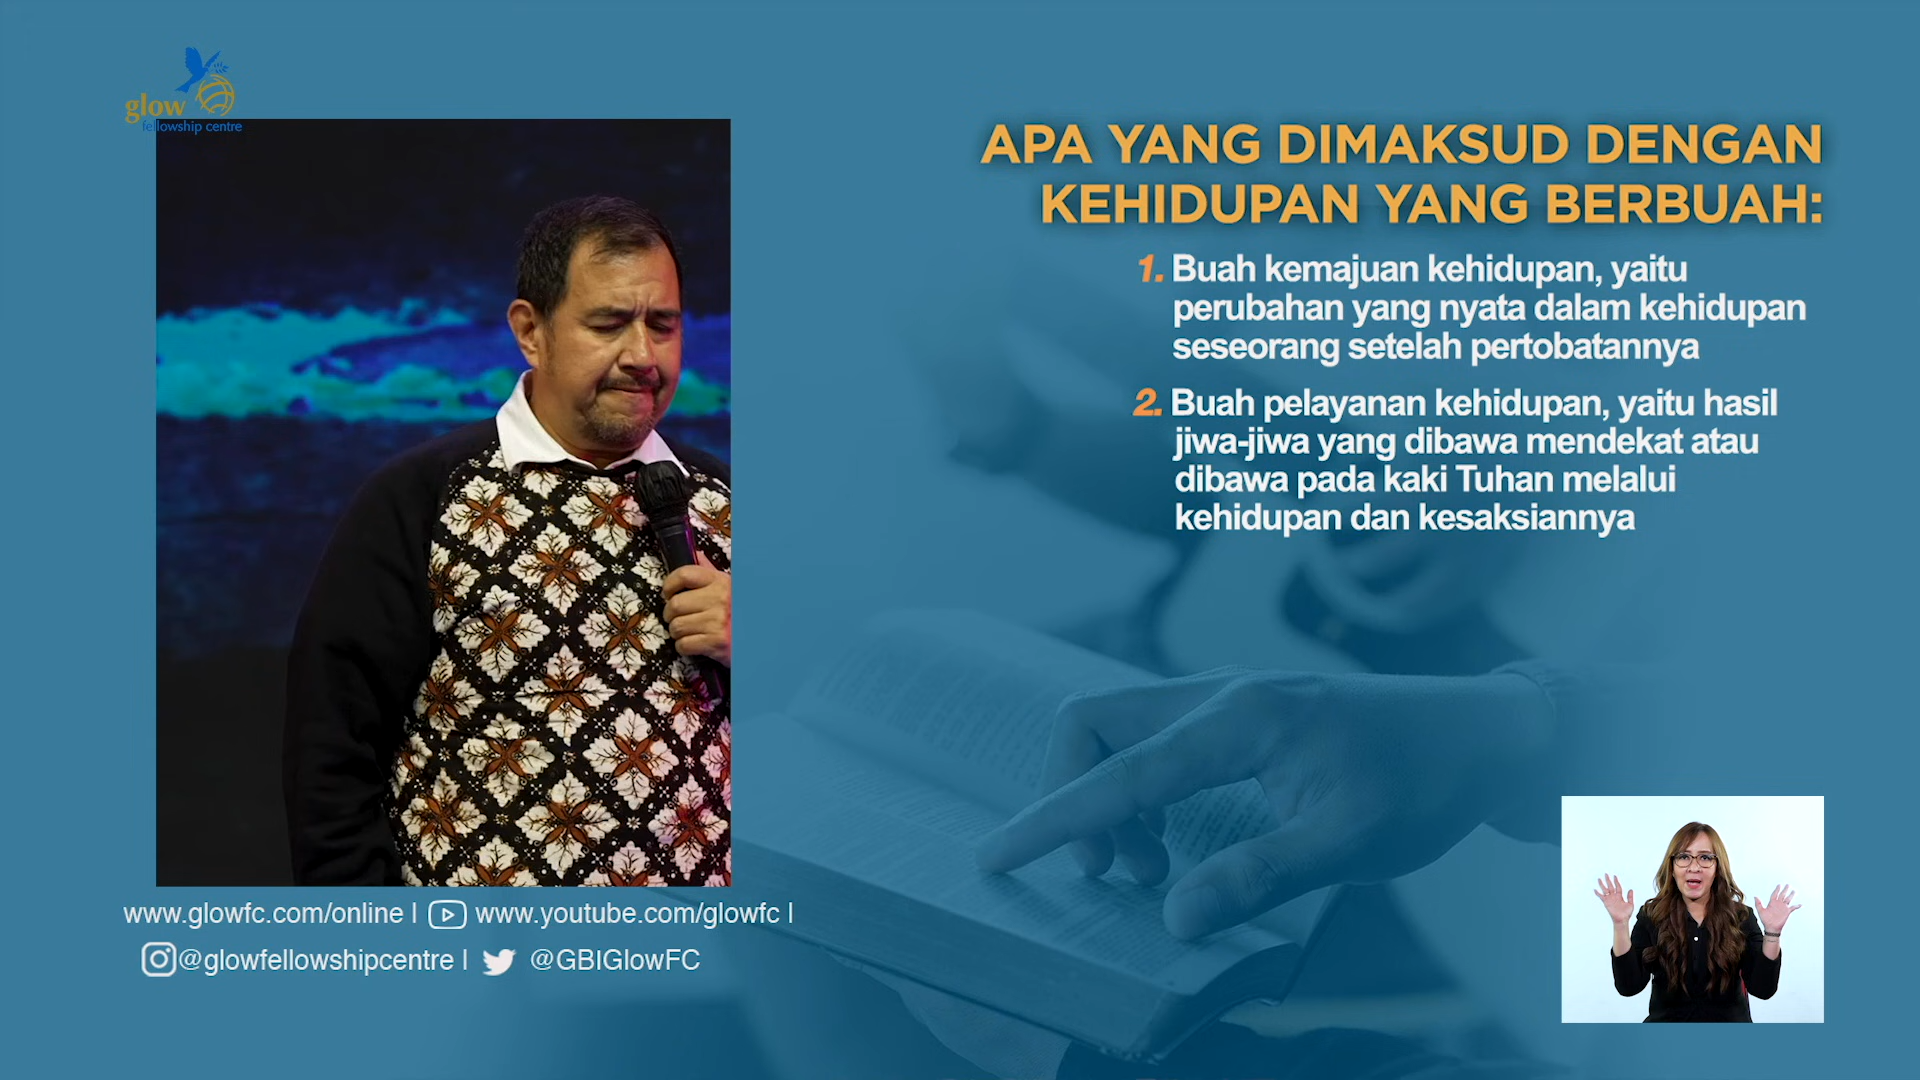 glow
fellowship centre
APA YANG DIMAKSUD DENGAN
KEHIDUPAN YANG BERBUAH:
1. Buah kemajuan kehidupan, yaitu
perubahan yang nyata dalam kehidupan
seseorang setelah pertobatannya
2. Buah pelayanan kehidupan, yaitu hasil
jiwa-jiwa yang dibawa mendekat atau
dibawa pada kaki Tuhan melalui
kehidupan dan kesaksiannya
www.glowfc.com/online | www.youtube.com/glowfc |
@glowfellowshipcentre | @GBIGlowFC